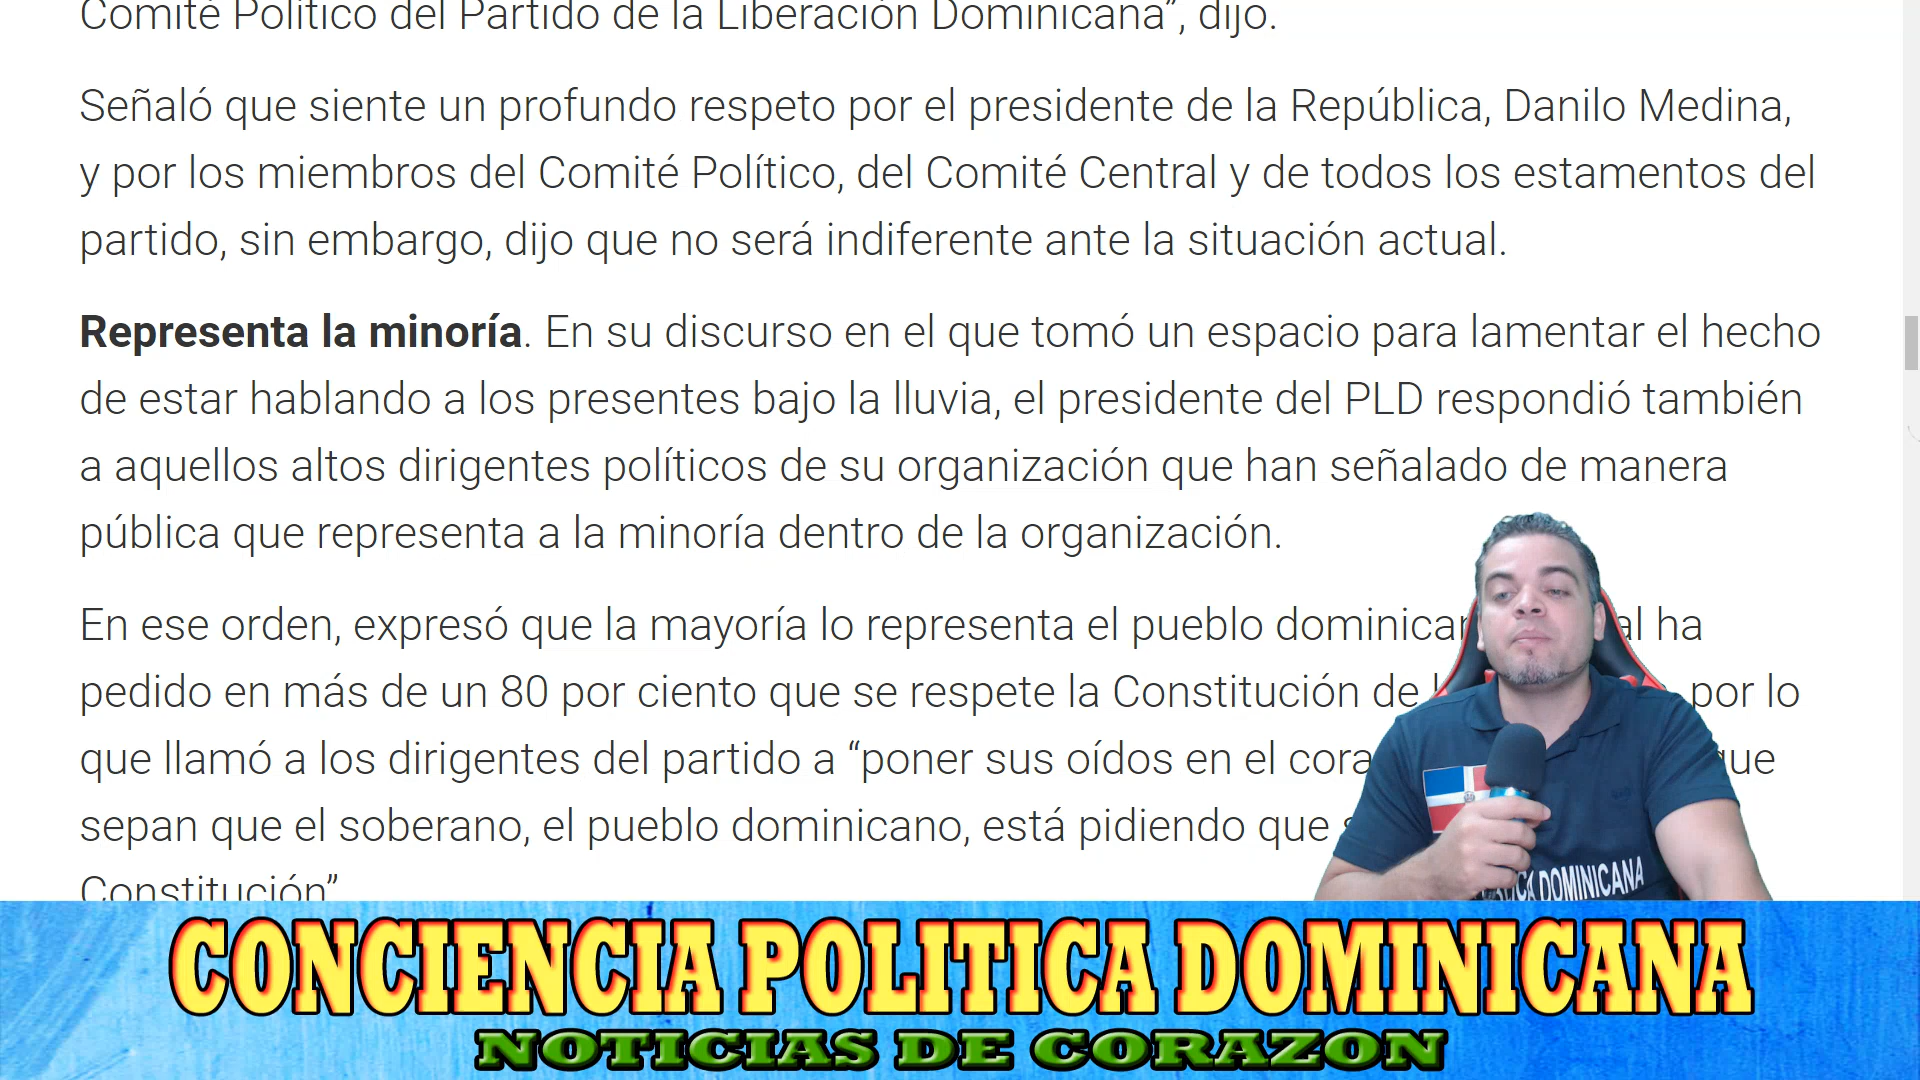 Comité Político del Partido de la Liberación Dominicana”, dijo.
Señaló que siente un profundo respeto por el presidente de la República, Danilo Medina,
y por los miembros del Comité Político, del Comité Central y de todos los estamentos del
partido, sin embargo, dijo que no será indiferente ante la situación actual.
Representa la minoría. En su discurso en el que tomó un espacio para lamentar el hecho
de estar hablando a los presentes bajo la lluvia, el presidente del PLD respondió también
a aquellos altos dirigentes políticos de su organización que han señalado de manera
pública que representa a la minoría dentro de la organización.
En ese orden, expresó que la mayoría lo representa el pueblo ha
pedido en más de un 80 por ciento que se respete la Constitución de por lo
que llamó a los dirigentes del partido a “poner sus oídos en el
sepan que el soberano, el pueblo dominicano, está pidiendo que
Constitución”
DOMINICANA
CONCIENCIA POLITICA DOMINICANA
NOTICIAS DE CORAZON